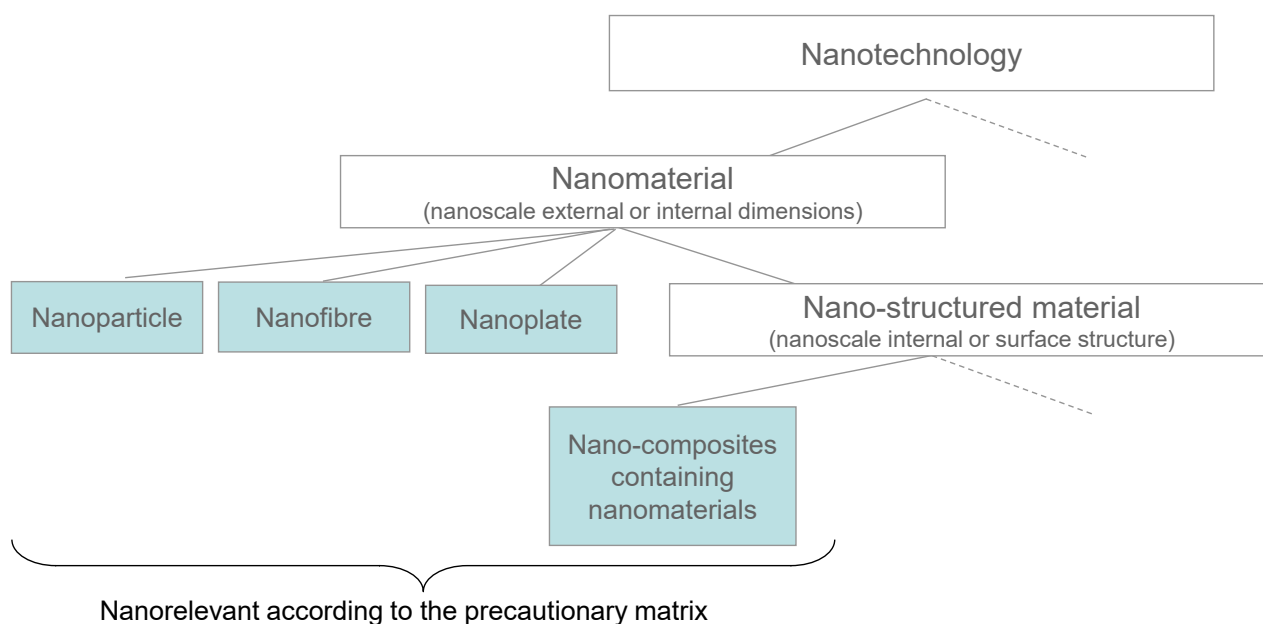 Nanotechnology
Nanomaterial
(nanoscale external or internal dimensions)
Nanoparticle
Nanofibre
Nanoplate
Nano-structured material
(nanoscale internal or surface structure)
Nano-composites
containing
nanomaterials
Nanorelevant according to the precautionary matrix